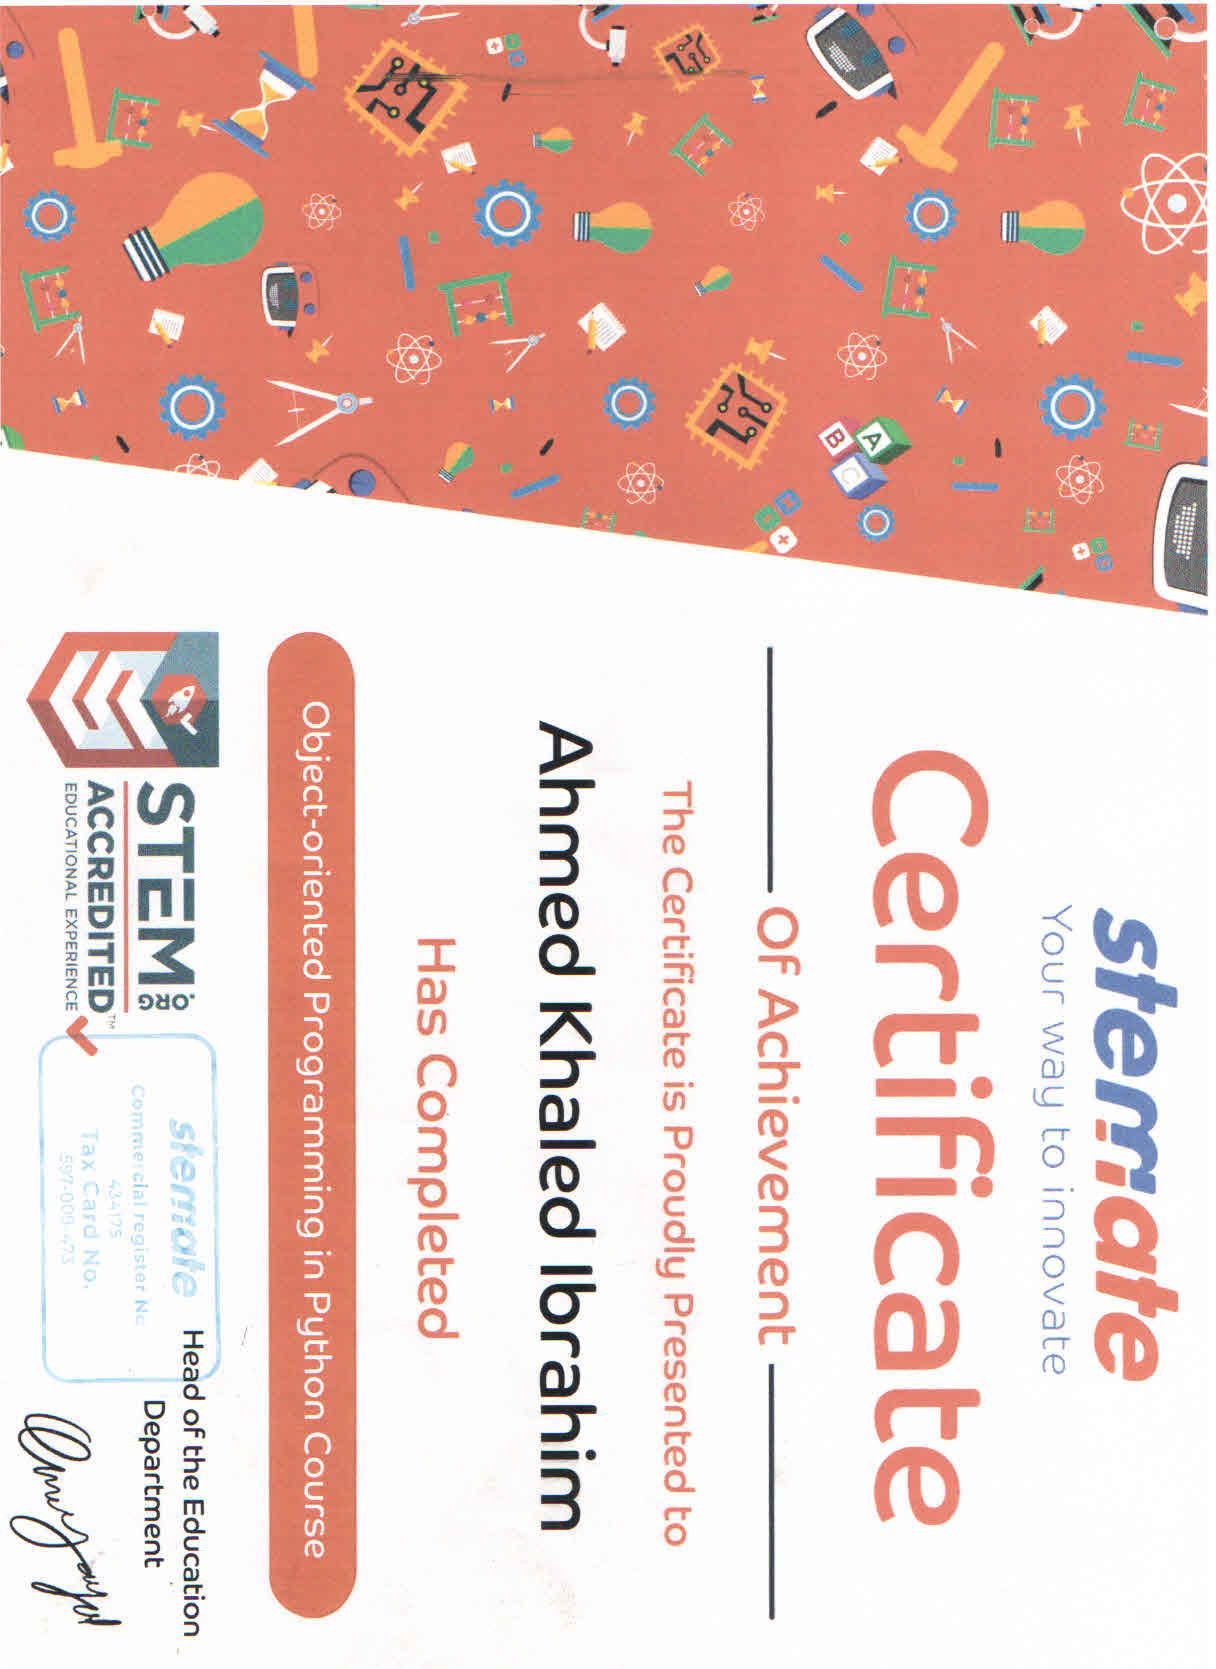 stemate
Your way to innovate
Certificate
Of Achievement
The Certificate is Proudly Presented to
Ahmed Khaled Ibrahim
Has Completed
Object-oriented Programming in Python Course
STEM.ORG
ACCREDITED™
EDUCATIONAL EXPERIENCE
stemate
Commercial register No
434175
Tax Card No.
597-009-473
Head of the Education
Department
A
B
C